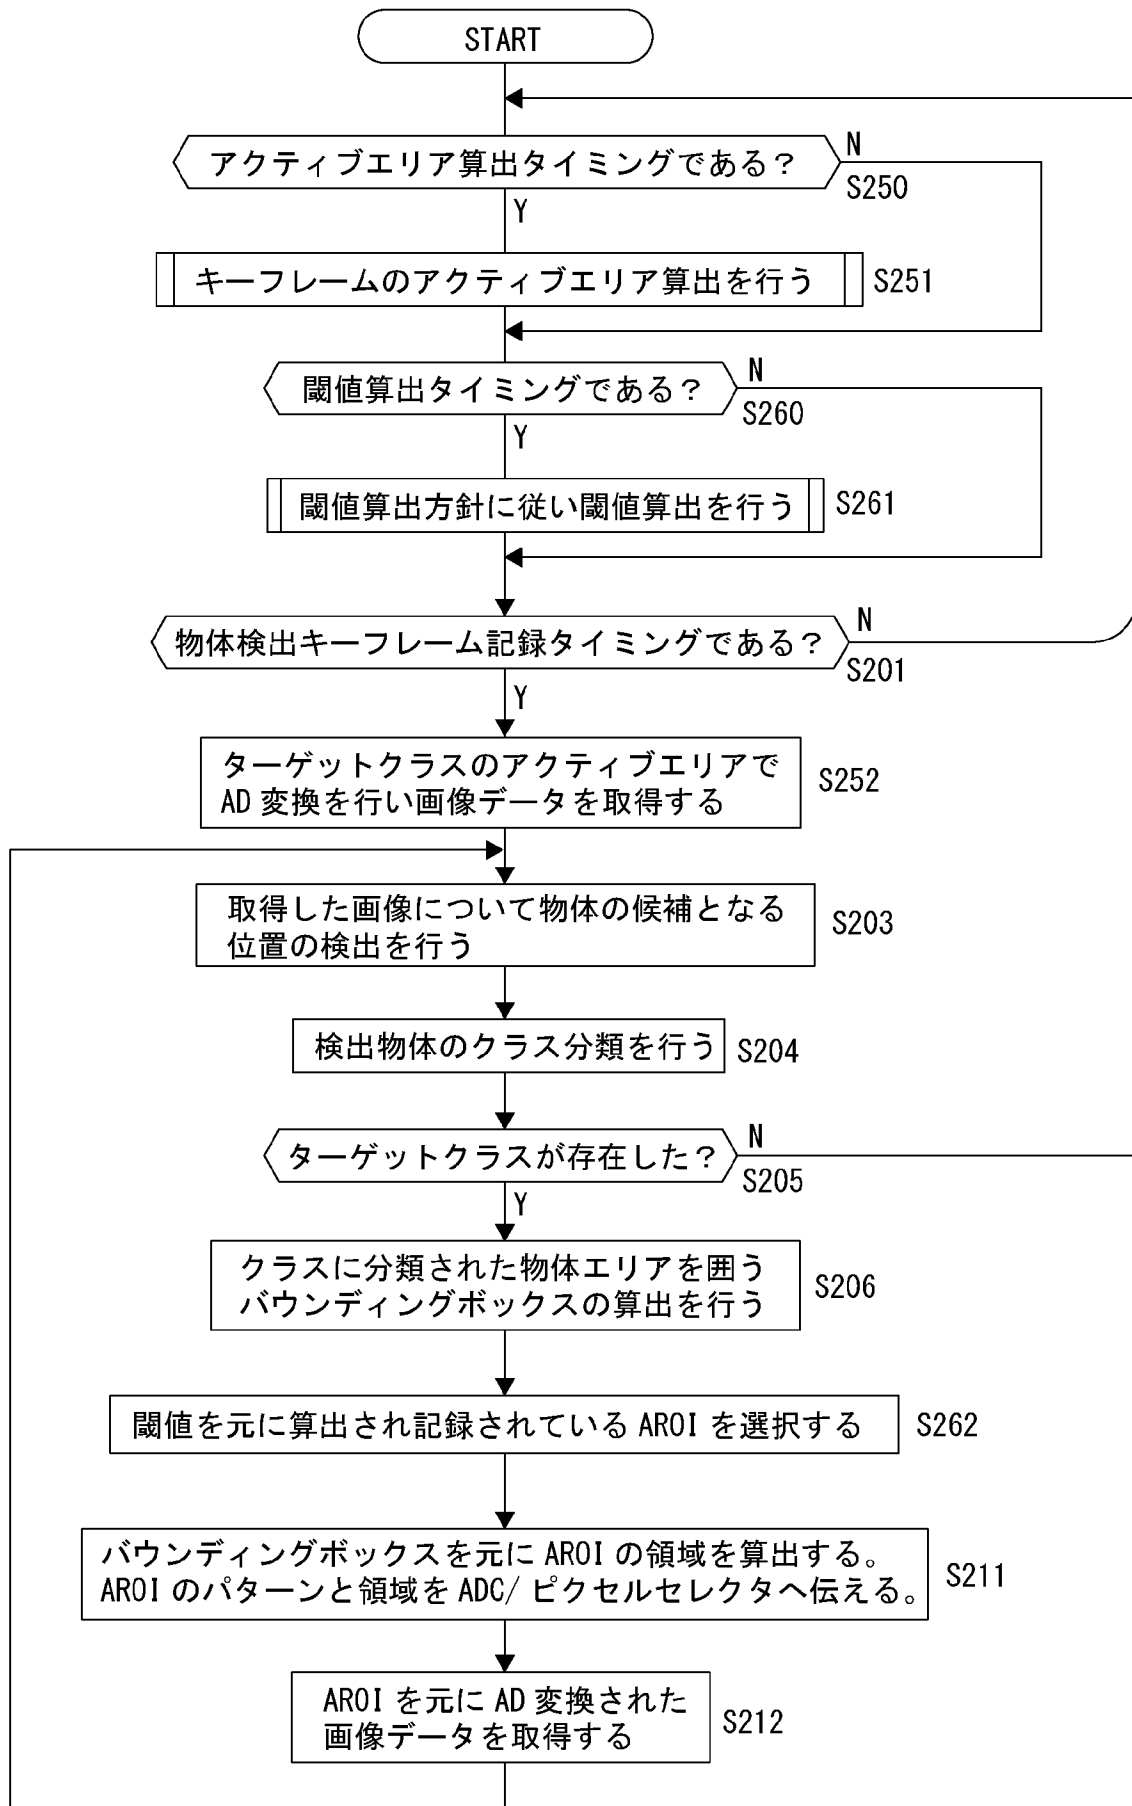 START
アクティブエリア算出タイミングである？
N
S250
Y
キーフレームのアクティブエリア算出を行う
S251
閾値算出タイミングである？
N
S260
Y
閾値算出方針に従い閾値算出を行う
S261
物体検出キーフレーム記録タイミングである？
N
S201
Y
ターゲットクラスのアクティブエリアで
AD 変換を行い画像データを取得する
S252
取得した画像について物体の候補となる
位置の検出を行う
S203
検出物体のクラス分類を行う
S204
ターゲットクラスが存在した？
N
S205
Y
クラスに分類された物体エリアを囲う
バウンディングボックスの算出を行う
S206
閾値を元に算出され記録されている AROI を選択する
S262
バウンディングボックスを元に AROI の領域を算出する。
AROI のパターンと領域を ADC/ ピクセルセレクタへ伝える。
S211
AROI を元に AD 変換された
画像データを取得する
S212